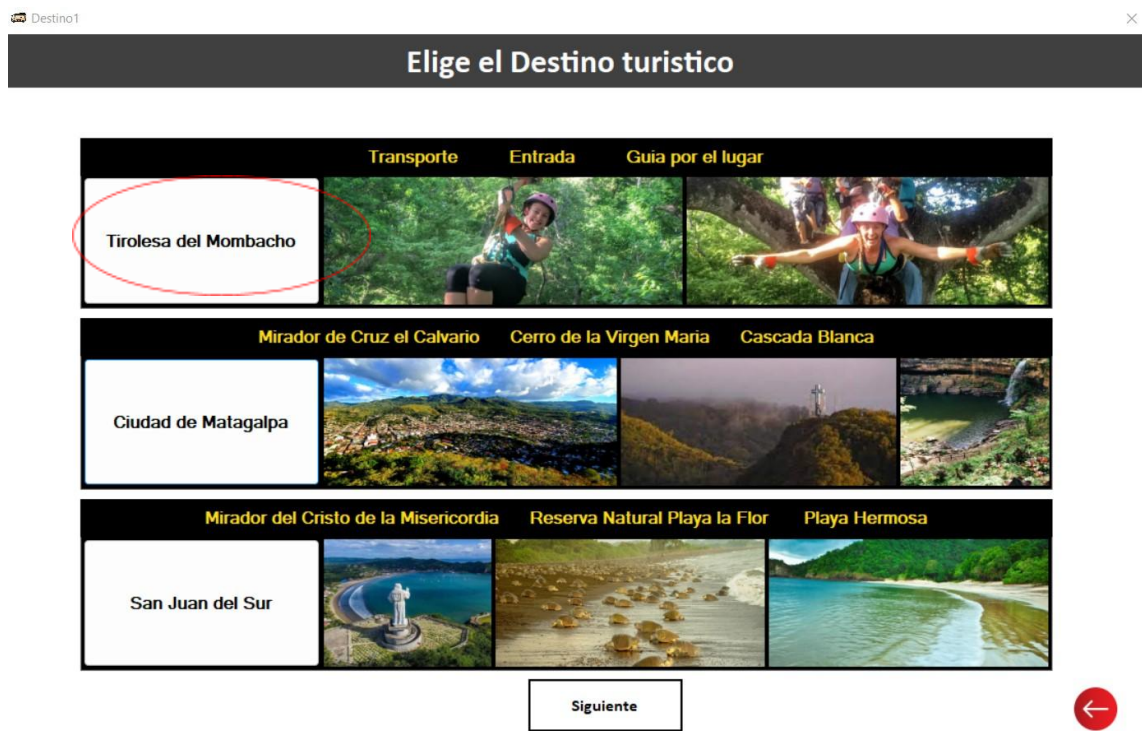 Destino1
Elige el Destino turistico
Transporte Entrada Guia por el lugar
Tirolesa del Mombacho
Mirador de Cruz el Calvario Cerro de la Virgen Maria Cascada Blanca
Ciudad de Matagalpa
Mirador del Cristo de la Misericordia Reserva Natural Playa la Flor Playa Hermosa
San Juan del Sur
Siguiente